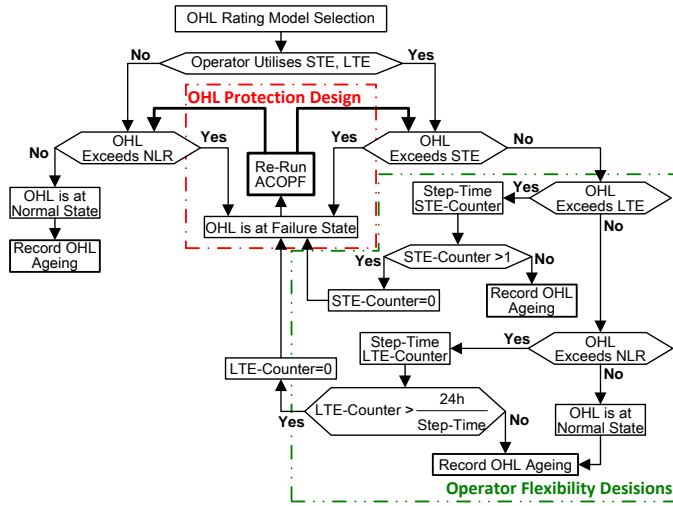 OHL Rating Model Selection
No
Operator Utilises STE, LTE
Yes
OHL Protection Design
OHL
Exceeds NLR
Yes
No
Re-Run
ACOPF
Yes
OHL
Exceeds STE
No
OHL is at
Normal State
Record OHL
Ageing
OHL is at Failure State
Step-Time
STE-Counter
Yes
OHL
Exceeds LTE
No
STE-Counter >1
Yes
No
STE-Counter=0
Record OHL
Ageing
Step-Time
LTE-Counter
Yes
OHL
Exceeds NLR
No
LTE-Counter=0
LTE-Counter > 24h
Step-Time
Yes
No
OHL is at
Normal State
Record OHL Ageing
Operator Flexibility Desisions